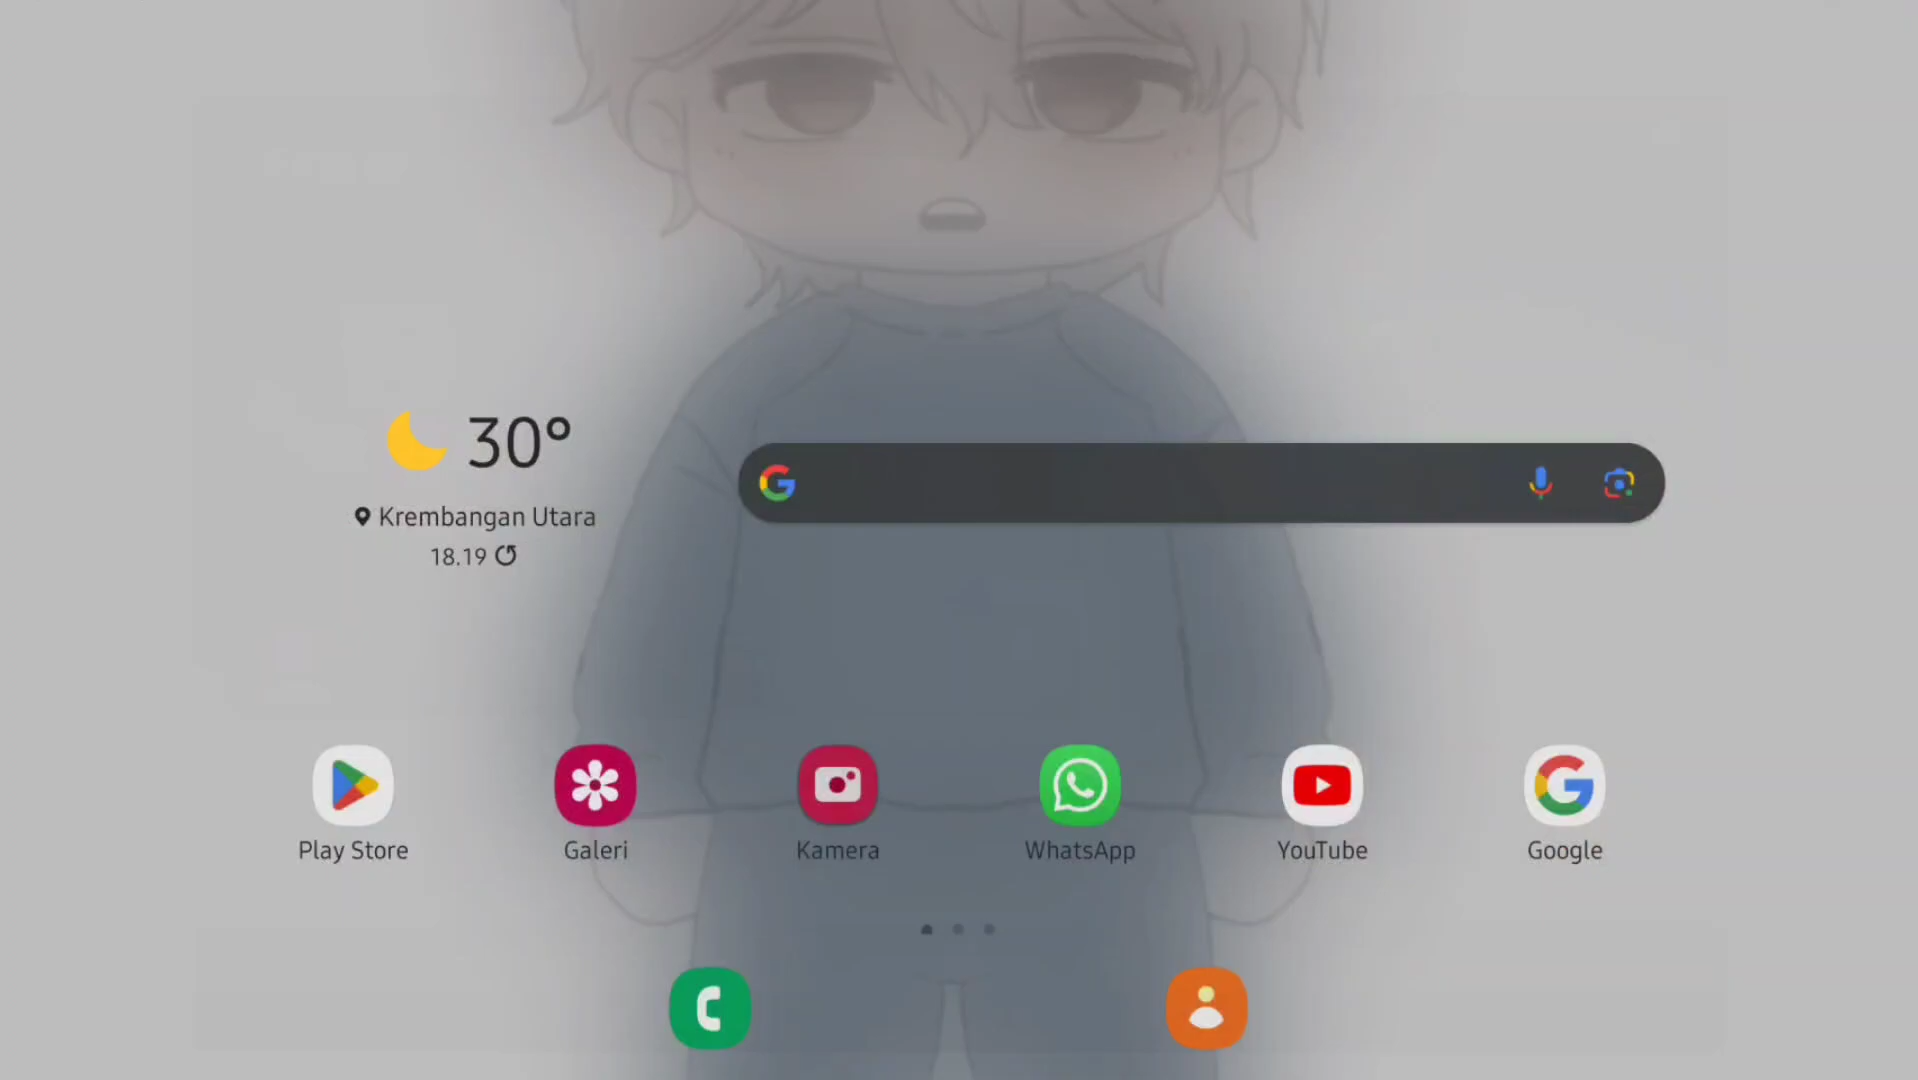 30°
Krembangan Utara
18.19
Play Store
Galeri
Kamera
WhatsApp
YouTube
Google